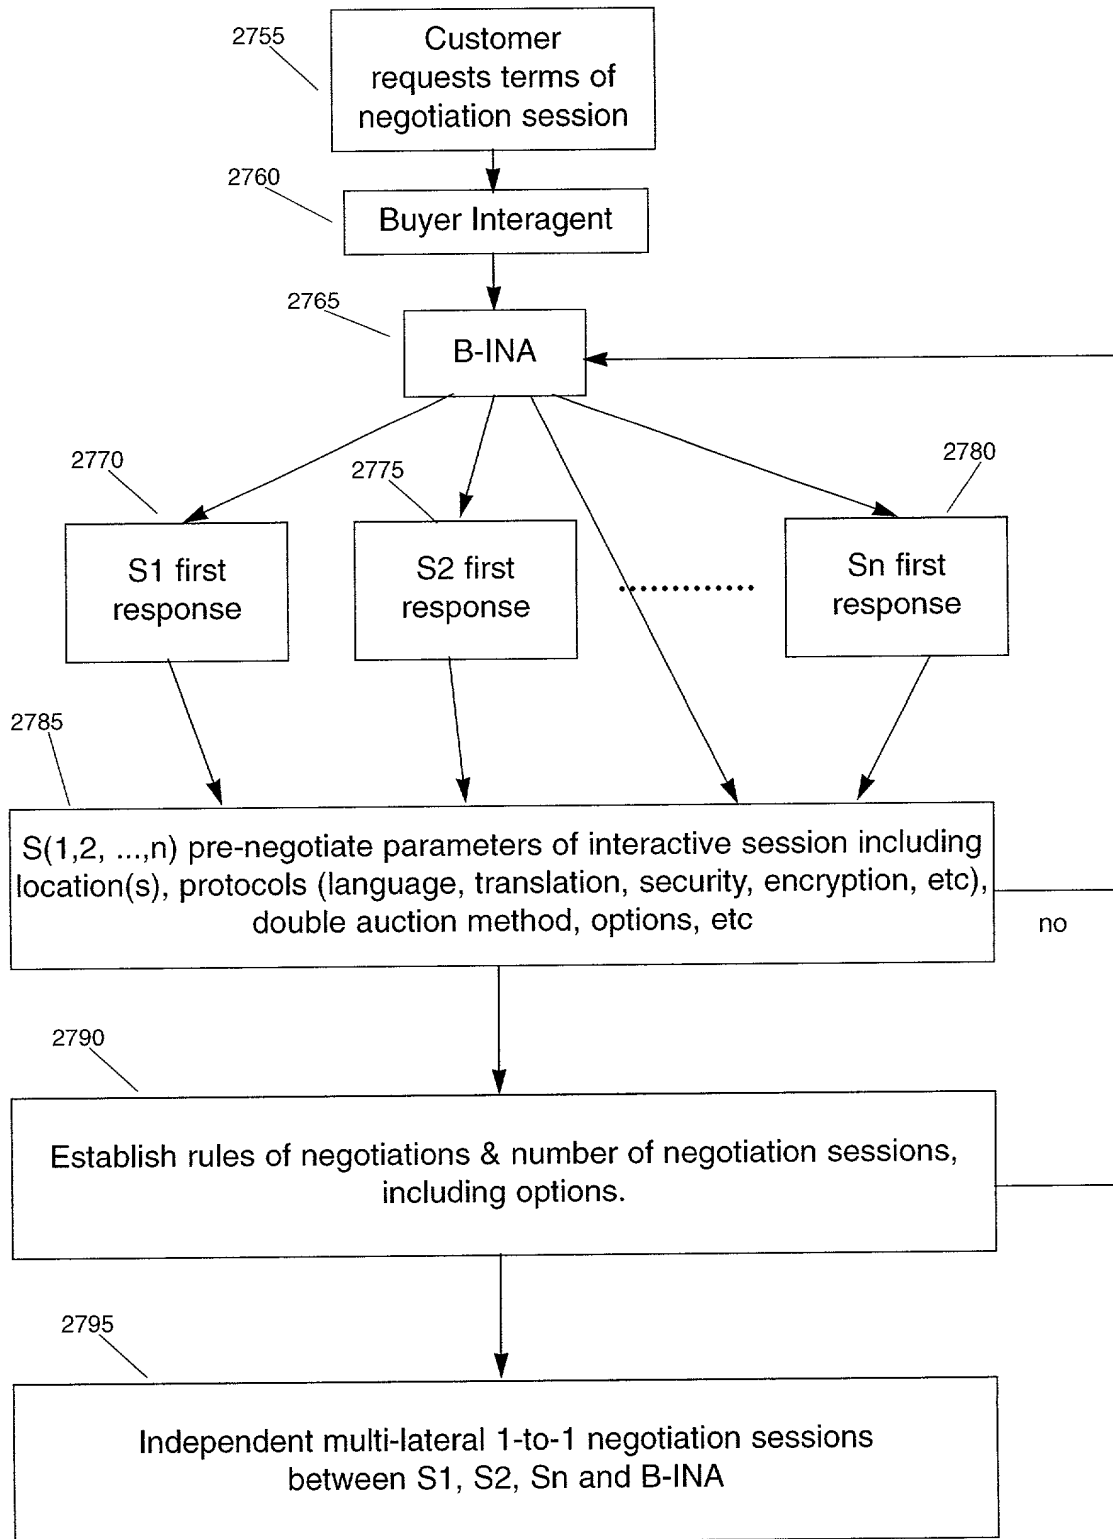 2755
Customer
requests terms of
negotiation session
2760
Buyer Interagent
2765
B-INA
2770
2775
2780
S1 first
response
S2 first
response
Sn first
response
2785
S(1,2, ...,n) pre-negotiate parameters of interactive session including
location(s), protocols (language, translation, security, encryption, etc),
double auction method, options, etc
no
2790
Establish rules of negotiations & number of negotiation sessions,
including options.
2795
Independent multi-lateral 1-to-1 negotiation sessions
between S1, S2, Sn and B-INA